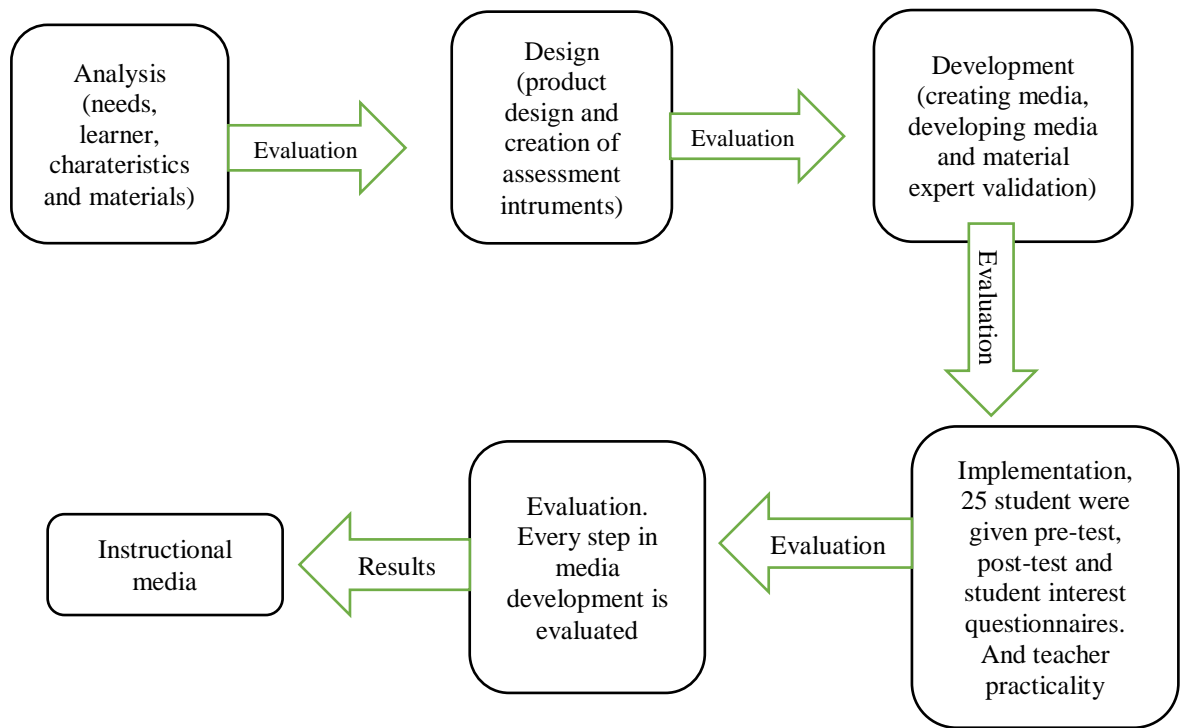 Analysis
(needs,
learner,
charateristics
and materials)
Evaluation
Design
(product
design and
creation of
assessment
intruments)
Evaluation
Development
(creating media,
developing media
and material
expert validation)
Evaluation
Implementation,
25 student were
given pre-test,
post-test and
student interest
questionnaires.
And teacher
practicality
Evaluation
Evaluation.
Every step in
media
development is
evaluated
Results
Instructional
media